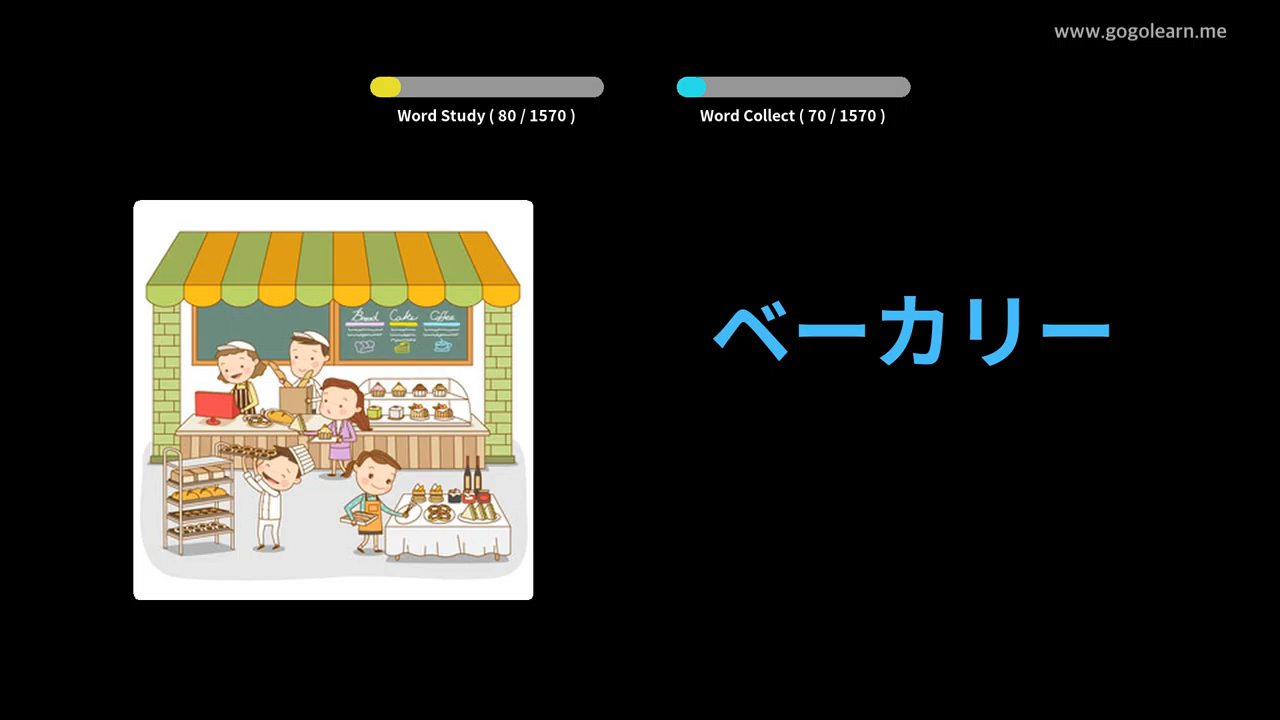 www.gogolearn.me
Word Study ( 80 / 1570 )
Word Collect ( 70 / 1570 )
Bread Cake Coffee
ベーカリー